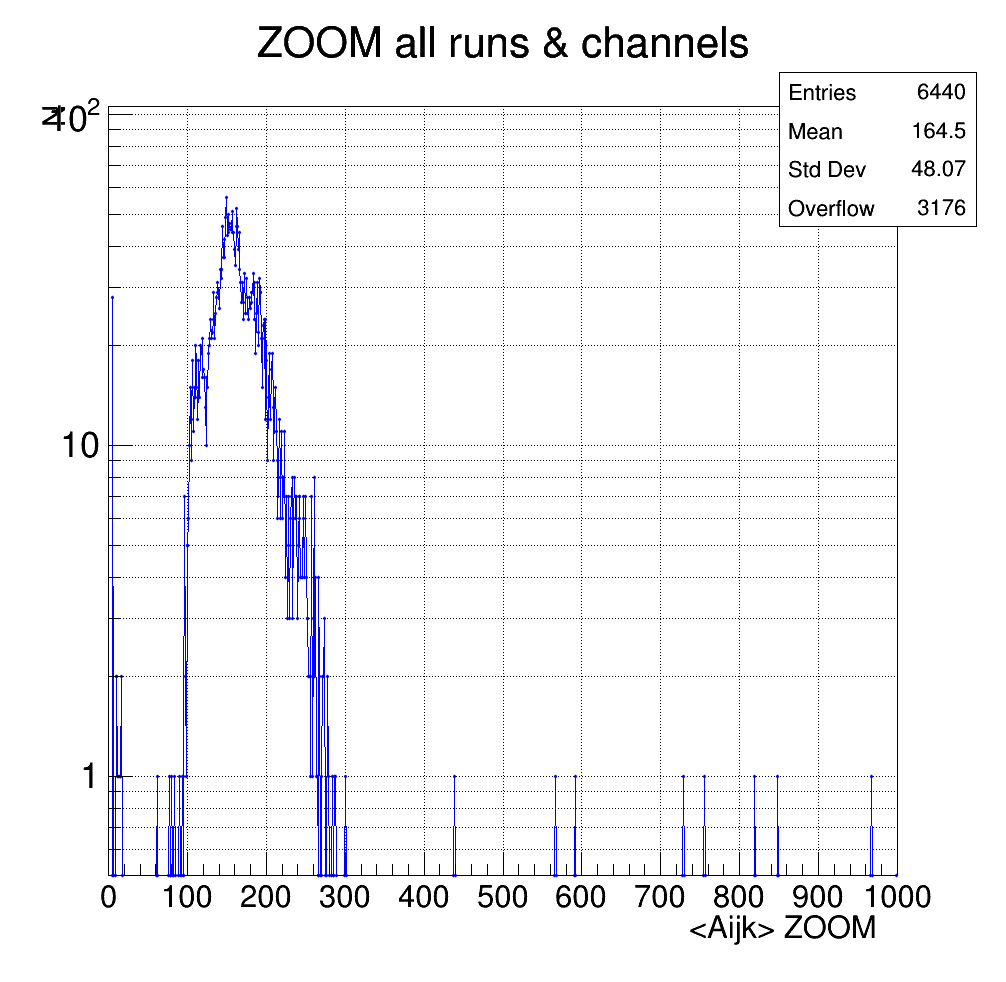 ZOOM all runs & channels
Entries 6440
Mean 164.5
Std Dev 48.07
Overflow 3176
N
10²
10
1
0 100 200 300 400 500 600 700 800 900 1000
<Aijk> ZOOM